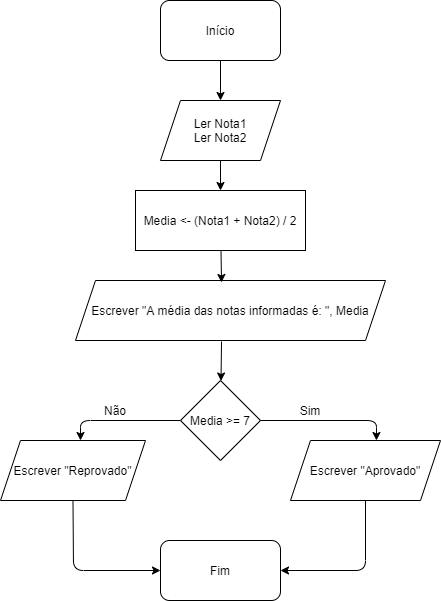 Início
Ler Nota1
Ler Nota2
Media <- (Nota1 + Nota2) / 2
Escrever "A média das notas informadas é: ", Media
Media >= 7
Não
Sim
Escrever "Reprovado"
Escrever "Aprovado"
Fim